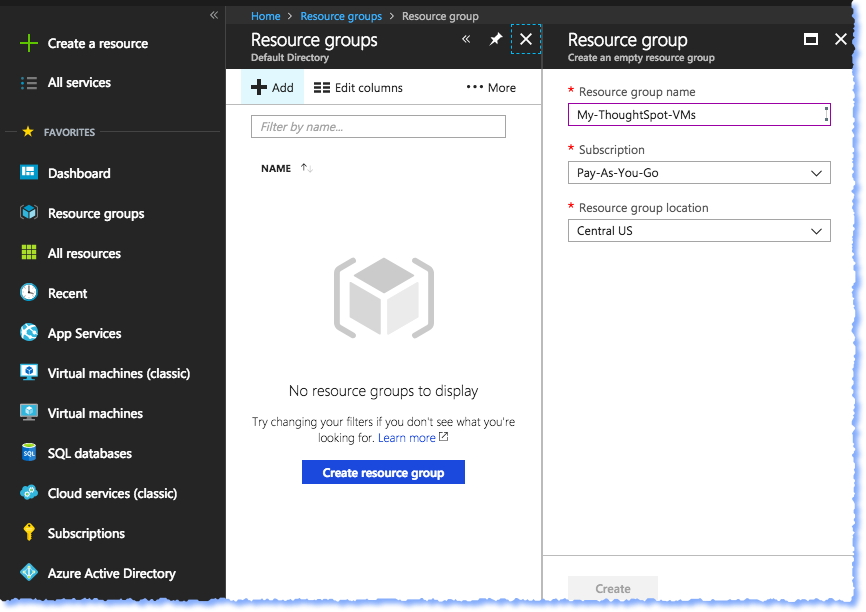 Home > Resource groups > Resource group
Create a resource
All services
FAVORITES
Dashboard
Resource groups
All resources
Recent
App Services
Virtual machines (classic)
Virtual machines
SQL databases
SQL
Cloud services (classic)
Subscriptions
Azure Active Directory
Resource groups
Default Directory
Add
Edit columns
More
Filter by name...
NAME
No resource groups to display
Try changing your filters if you don't see what you're
looking for. Learn more
Create resource group
Resource group
Create an empty resource group
* Resource group name
My-ThoughtSpot-VMs
* Subscription
Pay-As-You-Go
* Resource group location
Central US
Create